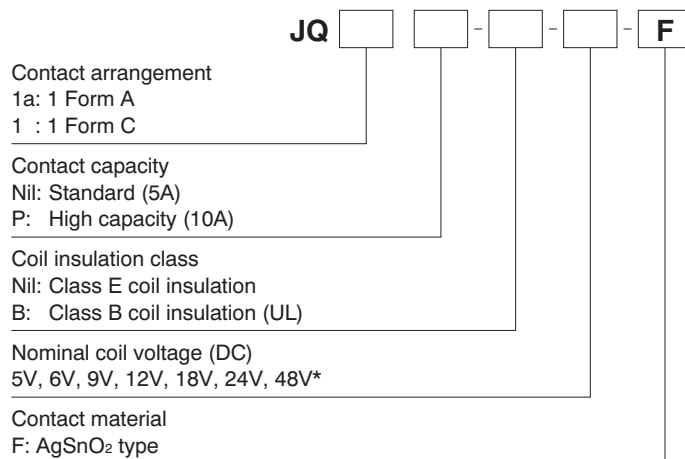 JQ - - - F
Contact arrangement
1a: 1 Form A
1 : 1 Form C
Contact capacity
Nil: Standard (5A)
P: High capacity (10A)
Coil insulation class
Nil: Class E coil insulation
B: Class B coil insulation (UL)
Nominal coil voltage (DC)
5V, 6V, 9V, 12V, 18V, 24V, 48V*
Contact material
F: AgSnO2 type